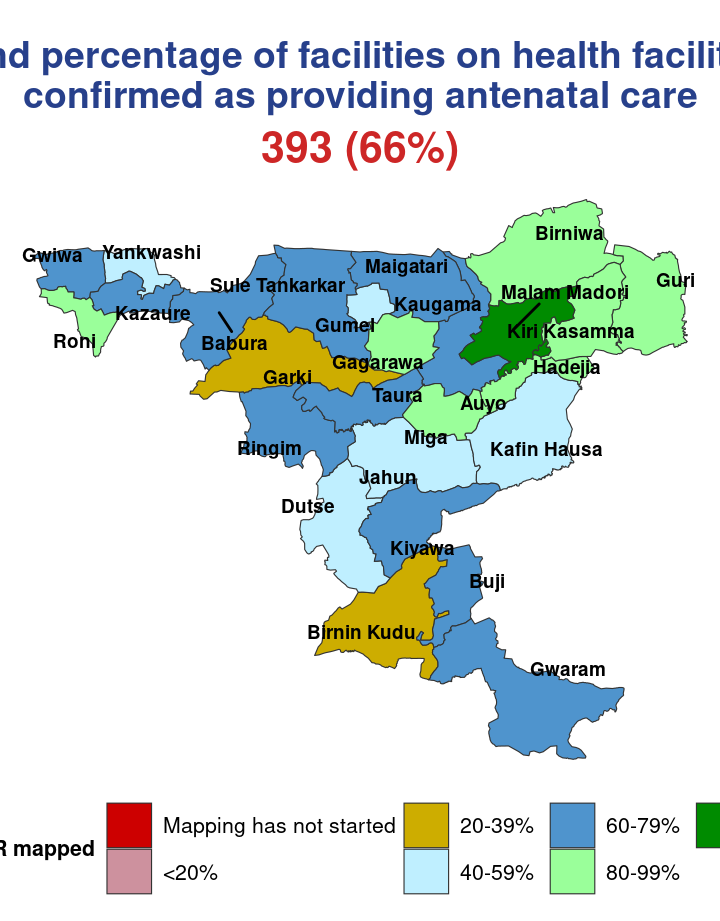 nd percentage of facilities on health facilit
confirmed as providing antenatal care
393 (66%)
Birniwa
Gwiwa
Yankwashi
Maigatari
Guri
Sule Tankarkar
Malam Madori
Kaugama
Kazaure
Gumel
Kiri Kasamma
Roni
Babura
Gagarawa
Hadejia
Garki
Taura
Auyo
Miga
Ringim
Kafin Hausa
Jahun
Dutse
Kiyawa
Buji
Birnin Kudu
Gwaram
R mapped
Mapping has not started
20-39%
60-79%
<20%
40-59%
80-99%